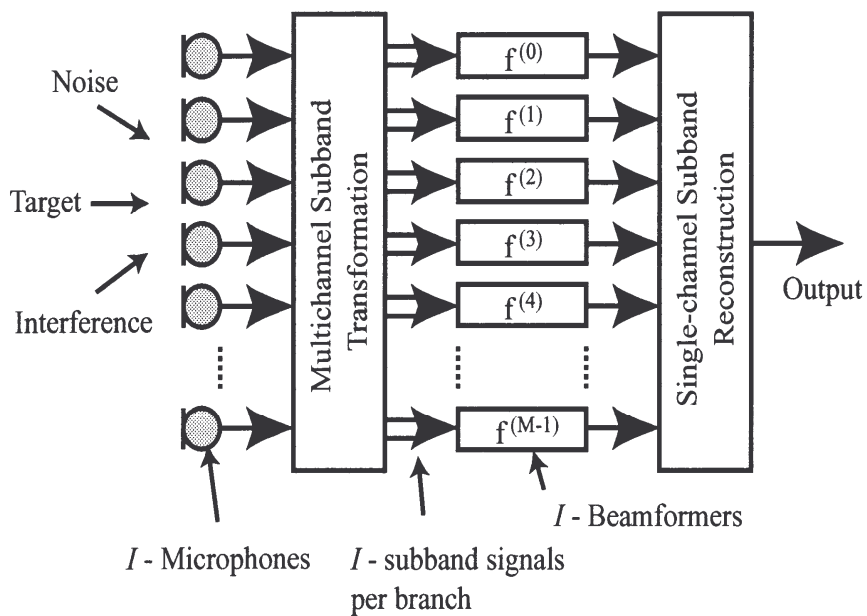 Noise
Target
Interference
Multichannel Subband
Transformation
f(0)
f(1)
f(2)
f(3)
f(4)
f(M-1)
Single-channel Subband
Reconstruction
Output
I - Microphones
I - subband signals
per branch
I - Beamformers